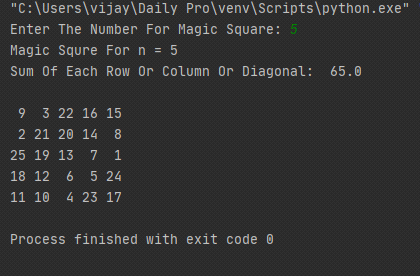 "C:\Users\vijay\Daily Pro\venv\Scripts\python.exe" "
Enter The Number For Magic Square: 5
Magic Squre For n = 5
Sum Of Each Row Or Column Or Diagonal:  65.0
9  3 22 16 15
2 21 20 14  8
25 19 13  7  1
18 12  6  5 24
11 10  4 23 17
Process finished with exit code 0